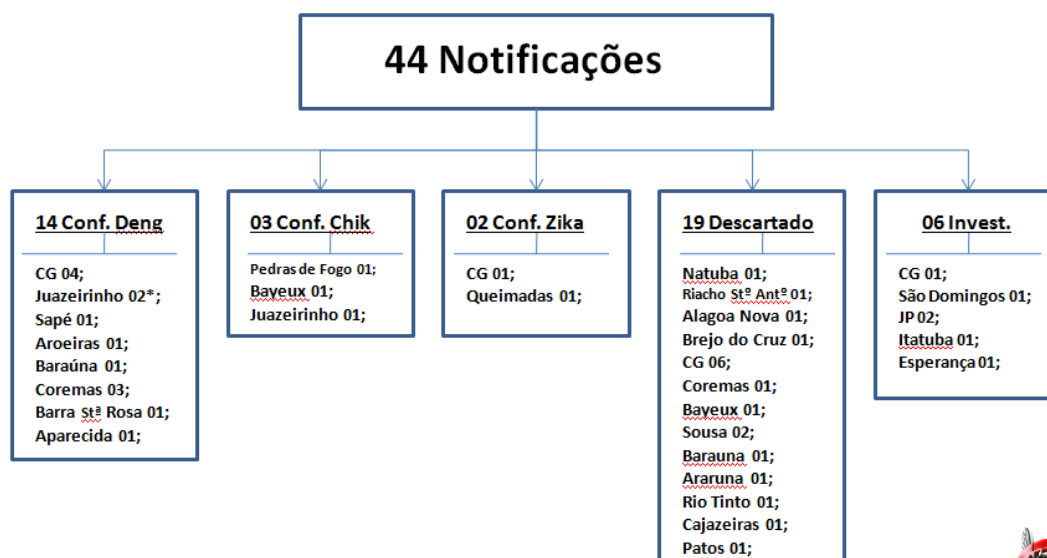 44 Notificações
14 Conf. Deng
CG 04;
Juazeirinho 02*;
Sapé 01;
Aroeiras 01;
Baraúna 01;
Coremas 03;
Barra Stª Rosa 01;
Aparecida 01;
03 Conf. Chik
Pedras de Fogo 01;
Bayeux 01;
Juazeirinho 01;
02 Conf. Zika
CG 01;
Queimadas 01;
19 Descartado
Natuba 01;
Riacho Stº Antº 01;
Alagoa Nova 01;
Brejo do Cruz 01;
CG 06;
Coremas 01;
Bayeux 01;
Sousa 02;
Barauna 01;
Araruna 01;
Rio Tinto 01;
Cajazeiras 01;
Patos 01;
06 Invest.
CG 01;
São Domingos 01;
JP 02;
Itatuba 01;
Esperança 01;